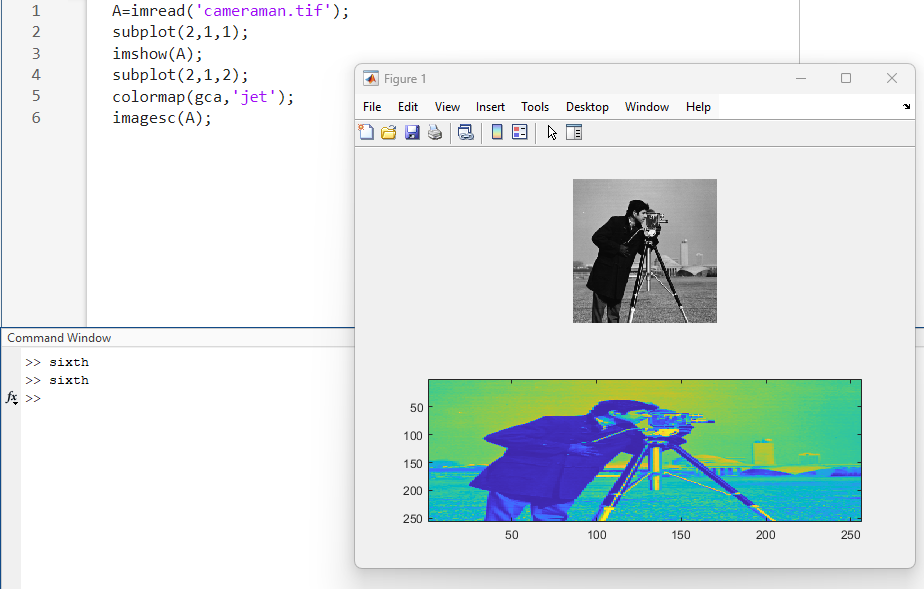 1 A=imread('cameraman.tif');
2 subplot(2,1,1);
3 imshow(A);
4 subplot(2,1,2);
5 colormap(gca,'jet');
6 imagesc(A);
Figure 1
File Edit View Insert Tools Desktop Window Help
50
100
150
200
250
50 100 150 200 250
Command Window
>> sixth
>> sixth
fx >>